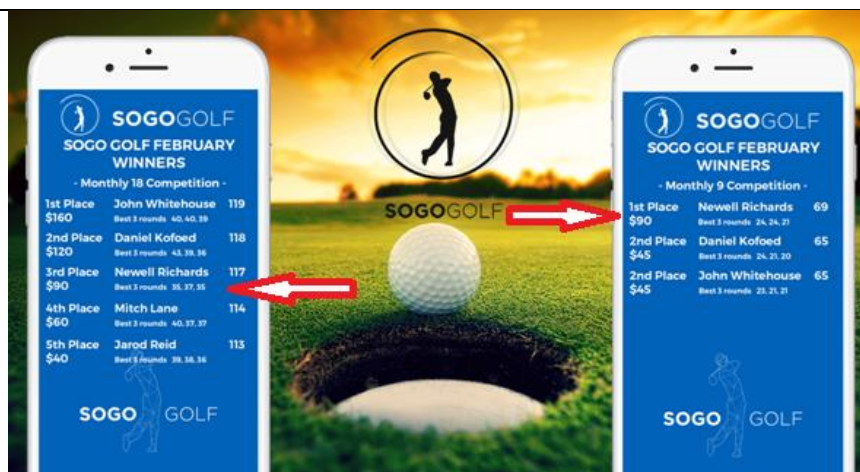 SOGOGOLF
SOGO GOLF FEBRUARY
WINNERS
- Monthly 18 Competition -
1st Place John Whitehouse 119
$160 Best 3 rounds 40, 40, 39
2nd Place Daniel Kofoed 118
$120 Best 3 rounds 43, 39, 36
3rd Place Newell Richards 117
$90 Best 3 rounds 35, 37, 35
4th Place Mitch Lane 114
$60 Best 3 rounds 40, 37, 37
5th Place Jarod Reid 113
$40 Best 3 rounds 39, 38, 36
SOGO GOLF
SOGOGOLF
SOGOGOLF
SOGO GOLF FEBRUARY
WINNERS
- Monthly 9 Competition -
1st Place Newell Richards 69
$90 Best 3 rounds 24, 24, 21
2nd Place Daniel Kofoed 65
$45 Best 3 rounds 24, 21, 20
2nd Place John Whitehouse 65
$45 Best 3 rounds 23, 21, 21
SOGO GOLF